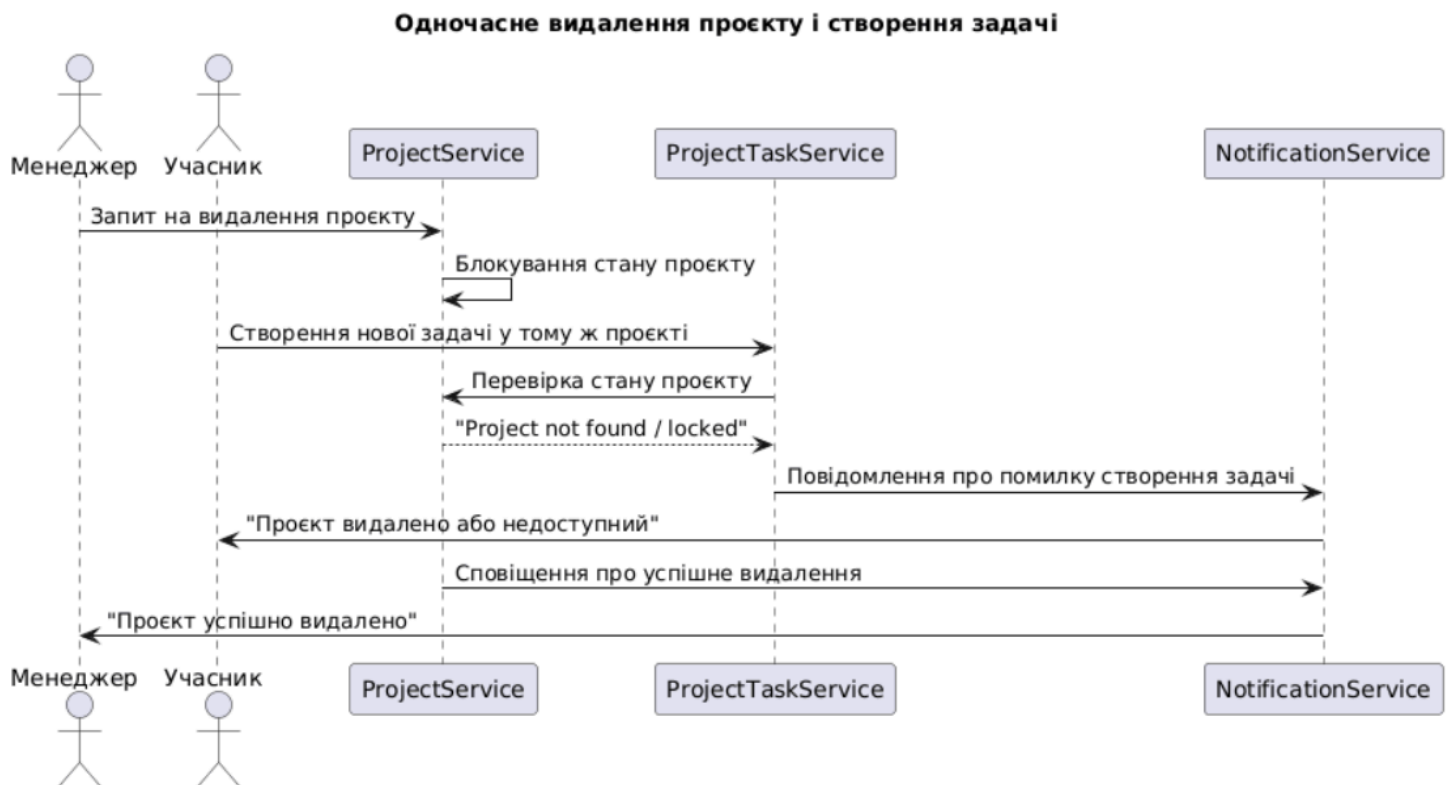 Одночасне видалення проєкту і створення задачі
Менеджер
Учасник
ProjectService
ProjectTaskService
NotificationService
Запит на видалення проєкту
Блокування стану проєкту
Створення нової задачі у тому ж проєкті
Перевірка стану проєкту
"Project not found / locked"
Повідомлення про помилку створення задачі
"Проєкт видалено або недоступний"
Сповіщення про успішне видалення
"Проєкт успішно видалено"
Менеджер
Учасник
ProjectService
ProjectTaskService
NotificationService